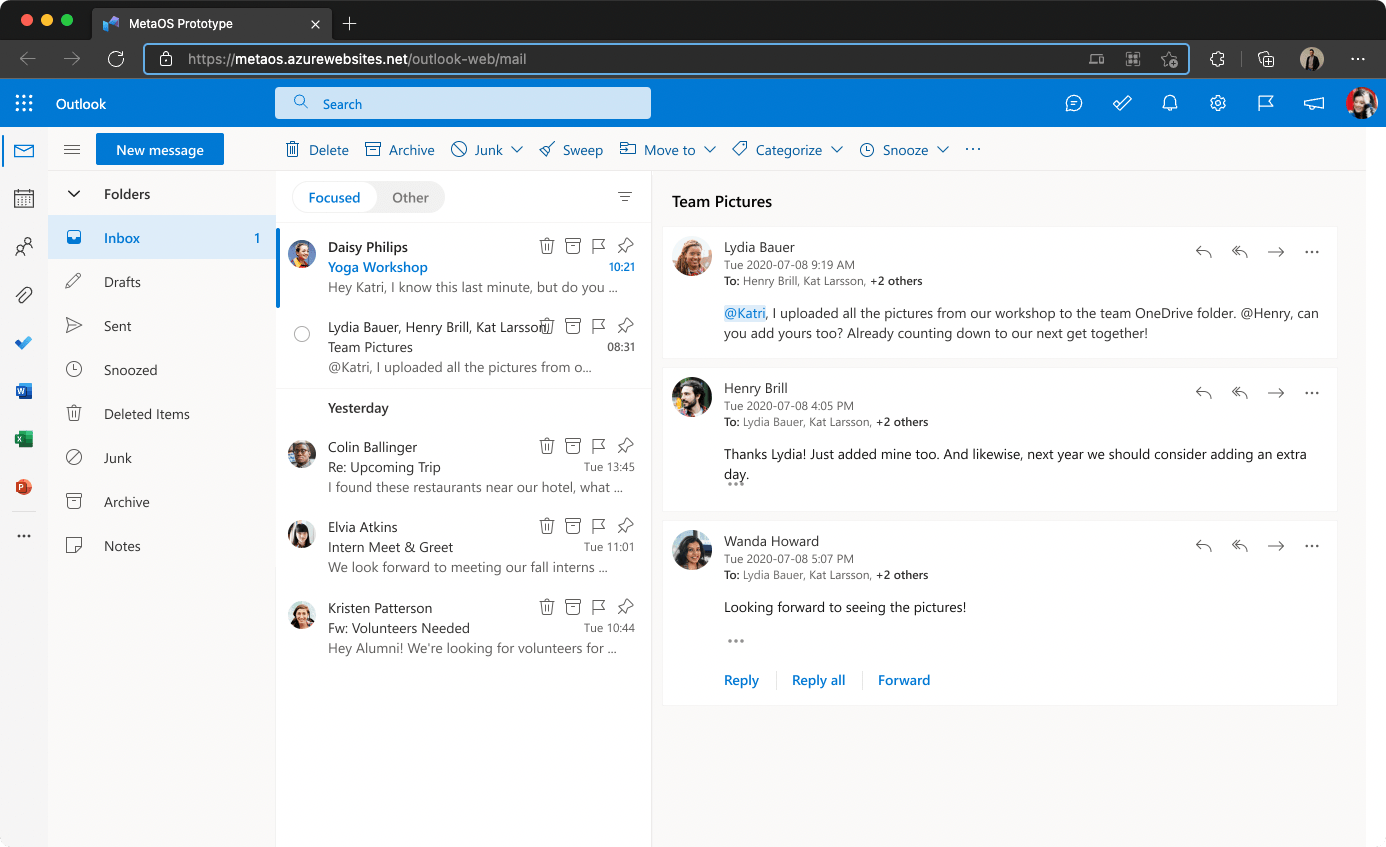 MetaOS Prototype
https://metaos.azurewebsites.net/outlook-web/mail
Outlook
Search
New message
Delete
Archive
Junk
Sweep
Move to
Categorize
Snooze
Folders
Inbox 1
Drafts
Sent
Snoozed
Deleted Items
Junk
Archive
Notes
Focused
Other
Daisy Philips
Yoga Workshop 10:21
Hey Katri, I know this last minute, but do you ...
Lydia Bauer, Henry Brill, Kat Larsson,
Team Pictures 08:31
@Katri, I uploaded all the pictures from o...
Yesterday
Colin Ballinger
Re: Upcoming Trip Tue 13:45
I found these restaurants near our hotel, what ...
Elvia Atkins
Intern Meet & Greet Tue 11:01
We look forward to meeting our fall interns ...
Kristen Patterson
Fw: Volunteers Needed Tue 10:44
Hey Alumni! We're looking for volunteers for ...
Team Pictures
Lydia Bauer
Tue 2020-07-08 9:19 AM
To: Henry Brill, Kat Larsson, +2 others
@Katri, I uploaded all the pictures from our workshop to the team OneDrive folder. @Henry, can
you add yours too? Already counting down to our next get together!
Henry Brill
Tue 2020-07-08 4:05 PM
To: Lydia Bauer, Kat Larsson, +2 others
Thanks Lydia! Just added mine too. And likewise, next year we should consider adding an extra
day.
Wanda Howard
Tue 2020-07-08 5:07 PM
To: Lydia Bauer, Kat Larsson, +2 others
Looking forward to seeing the pictures!
Reply
Reply all
Forward